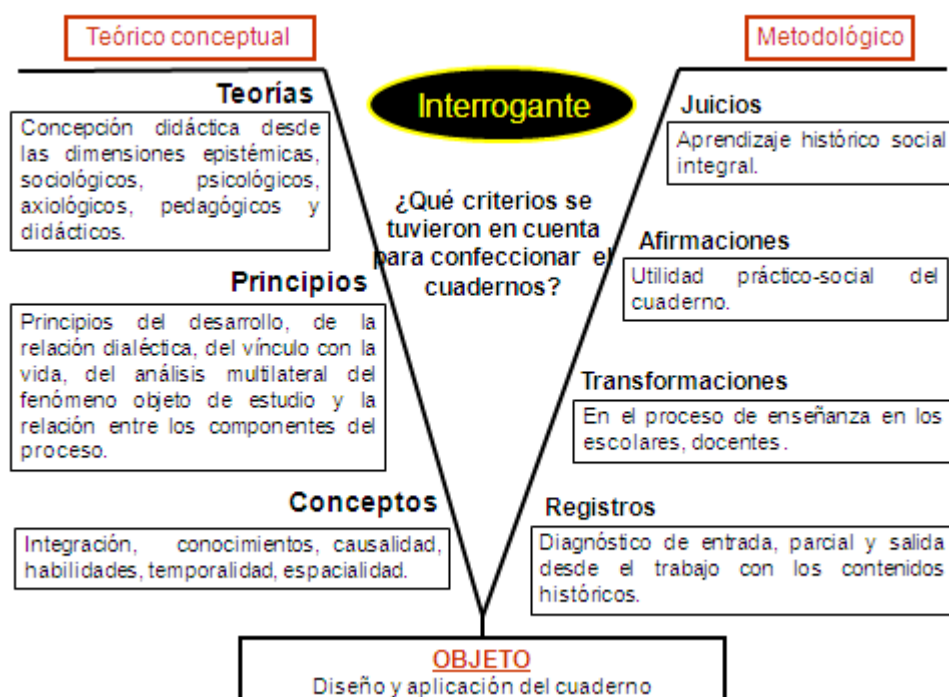 Teórico conceptual
Teorías
Concepción didáctica desde
las dimensiones epistémicas,
sociológicos, psicológicos,
axiológicos, pedagógicos y
didácticos.
Principios
Principios del desarrollo, de la
relación dialéctica, del vínculo con la
vida, del análisis multilateral del
fenómeno objeto de estudio y la
relación entre los componentes del
proceso.
Conceptos
Integración, conocimientos, causalidad,
habilidades, temporalidad, espacialidad.
Interrogante
¿Qué criterios se
tuvieron en cuenta
para confeccionar el
cuadernos?
Metodológico
Juicios
Aprendizaje histórico social
integral.
Afirmaciones
Utilidad práctico-social del
cuaderno.
Transformaciones
En el proceso de enseñanza en los
escolares, docentes.
Registros
Diagnóstico de entrada, parcial y salida
desde el trabajo con los contenidos
históricos.
OBJETO
Diseño y aplicación del cuaderno